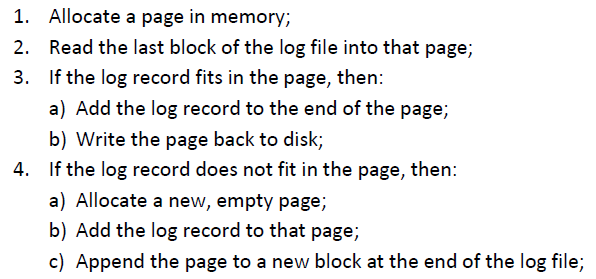 1. Allocate a page in memory;
2. Read the last block of the log file into that page;
3. If the log record fits in the page, then:
a) Add the log record to the end of the page;
b) Write the page back to disk;
4. If the log record does not fit in the page, then:
a) Allocate a new, empty page;
b) Add the log record to that page;
c) Append the page to a new block at the end of the log file;